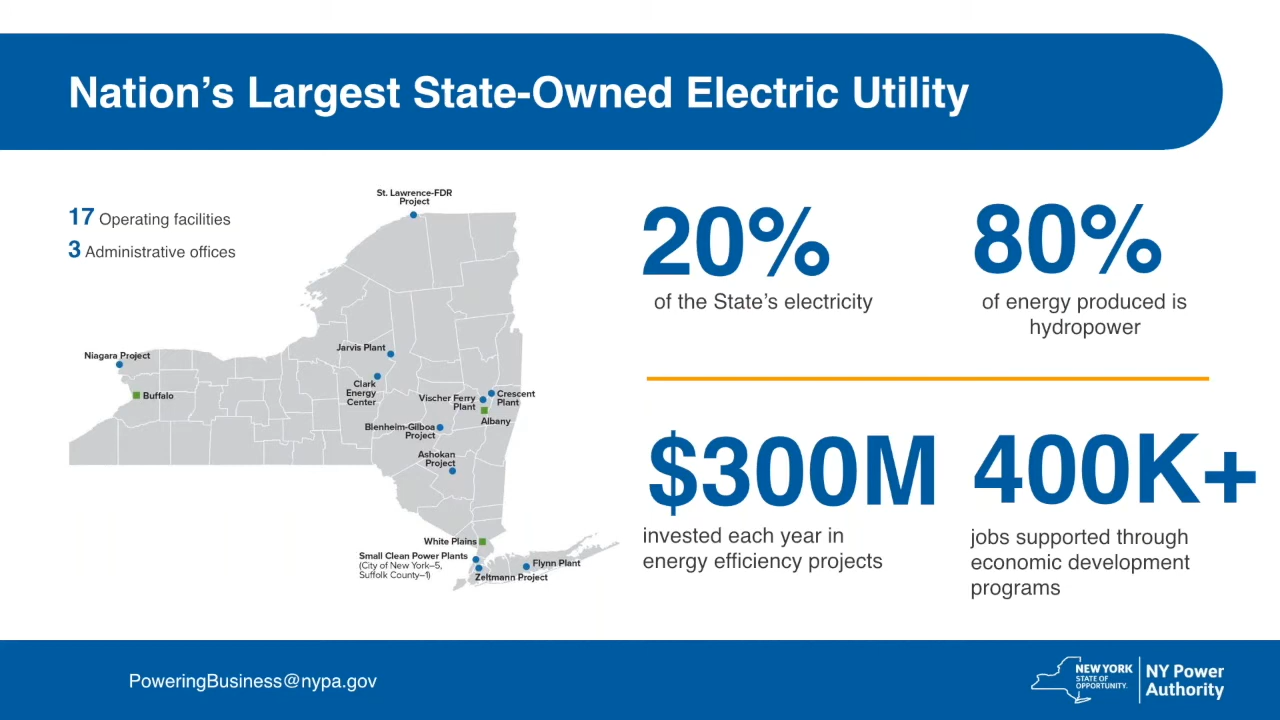 Nation’s Largest State-Owned Electric Utility
17 Operating facilities
3 Administrative offices
St. Lawrence-FDR
Project
Niagara Project
Buffalo
Jarvis Plant
Clark
Energy
Center
Vischer Ferry
Plant
Crescent
Plant
Albany
Blenheim-Gilboa
Project
Ashokan
Project
White Plains
Small Clean Power Plants
(City of New York–5,
Suffolk County–1)
Zeltmann Project
Flynn Plant
20%
of the State’s electricity
80%
of energy produced is
hydropower
$300M
invested each year in
energy efficiency projects
400K+
jobs supported through
economic development
programs
PoweringBusiness@nypa.gov
NEW YORK
STATE OF
OPPORTUNITY.
NY Power
Authority